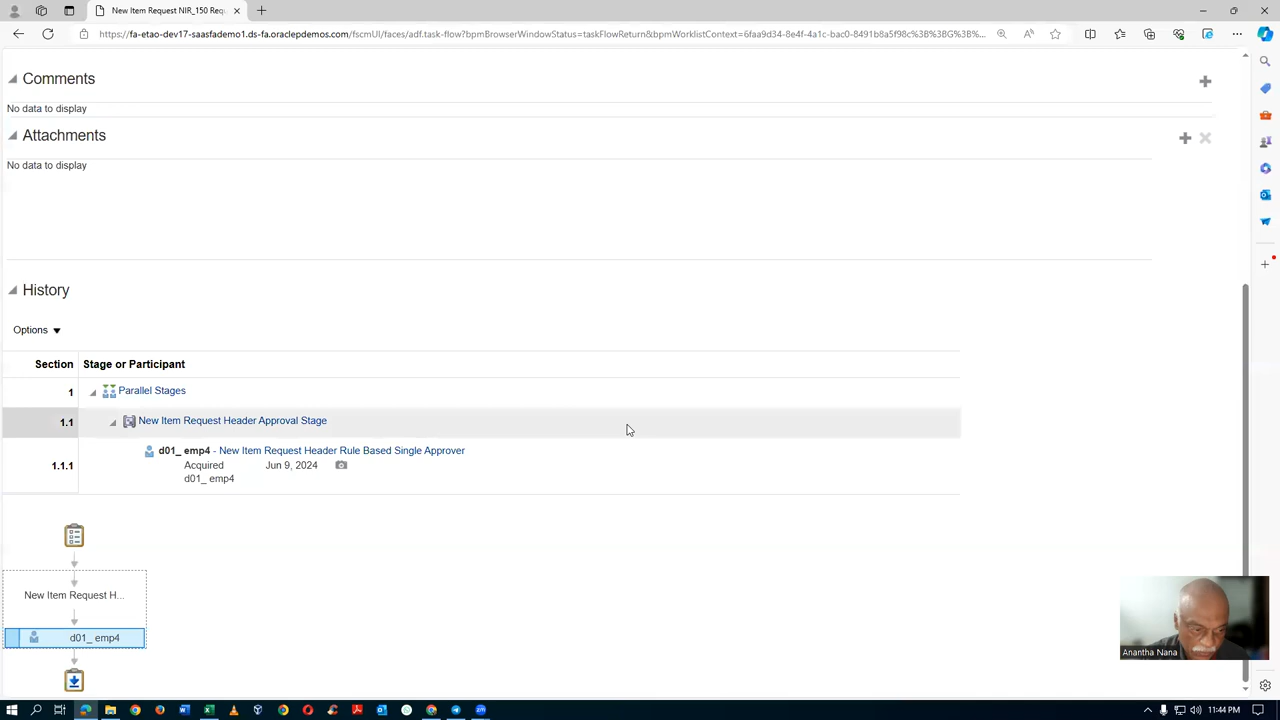 New Item Request NIR_150 Req
https://fa-etao-dev17-saasfademo1.ds-fa.oraclepdemos.com/fscmUI/faces/adf.task-flow?bpmBrowserWindowStatus=taskFlowReturn&bpmWorklistContext=6faa9d34-8e4f-4a1c-bac0-8491b8a5f98c%3B%3BG%3B%...
Comments
No data to display
Attachments
No data to display
History
Options
Section Stage or Participant
1 Parallel Stages
1.1 New Item Request Header Approval Stage
d01_ emp4 - New Item Request Header Rule Based Single Approver
1.1.1 Acquired Jun 9, 2024
d01_ emp4
New Item Request H...
d01_ emp4
Anantha Nana
11:44 PM